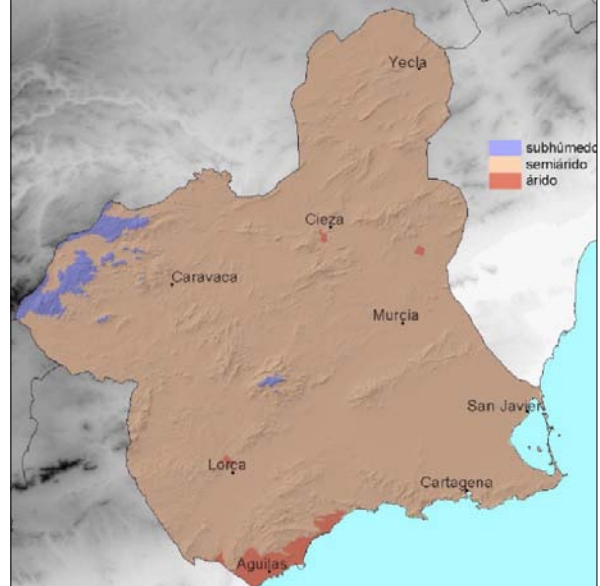 Yecla
subhúmedo
semiárido
árido
Cieza
Caravaca
Murcia
San Javier
Lorca
Cartagena
Aguilas